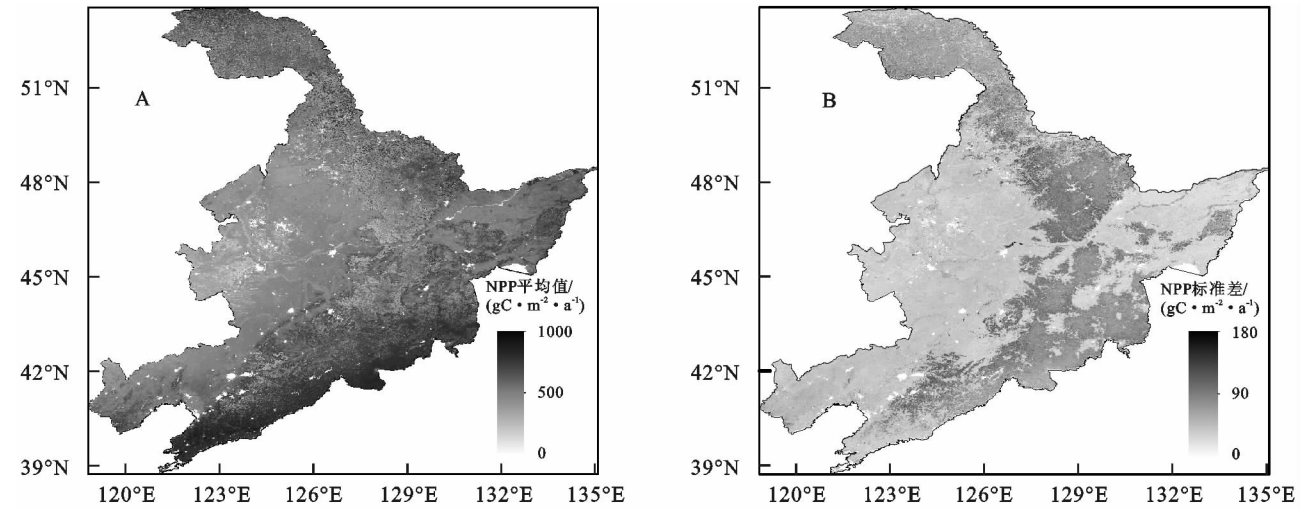 A
51°N
48°N
45°N
42°N
39°N
120°E
123°E
126°E
129°E
132°E
135°E
NPP平均值/
(gC·m⁻²·a⁻¹)
1000
500
0
B
51°N
48°N
45°N
42°N
39°N
120°E
123°E
126°E
129°E
132°E
135°E
NPP标准差/
(gC·m⁻²·a⁻¹)
180
90
0